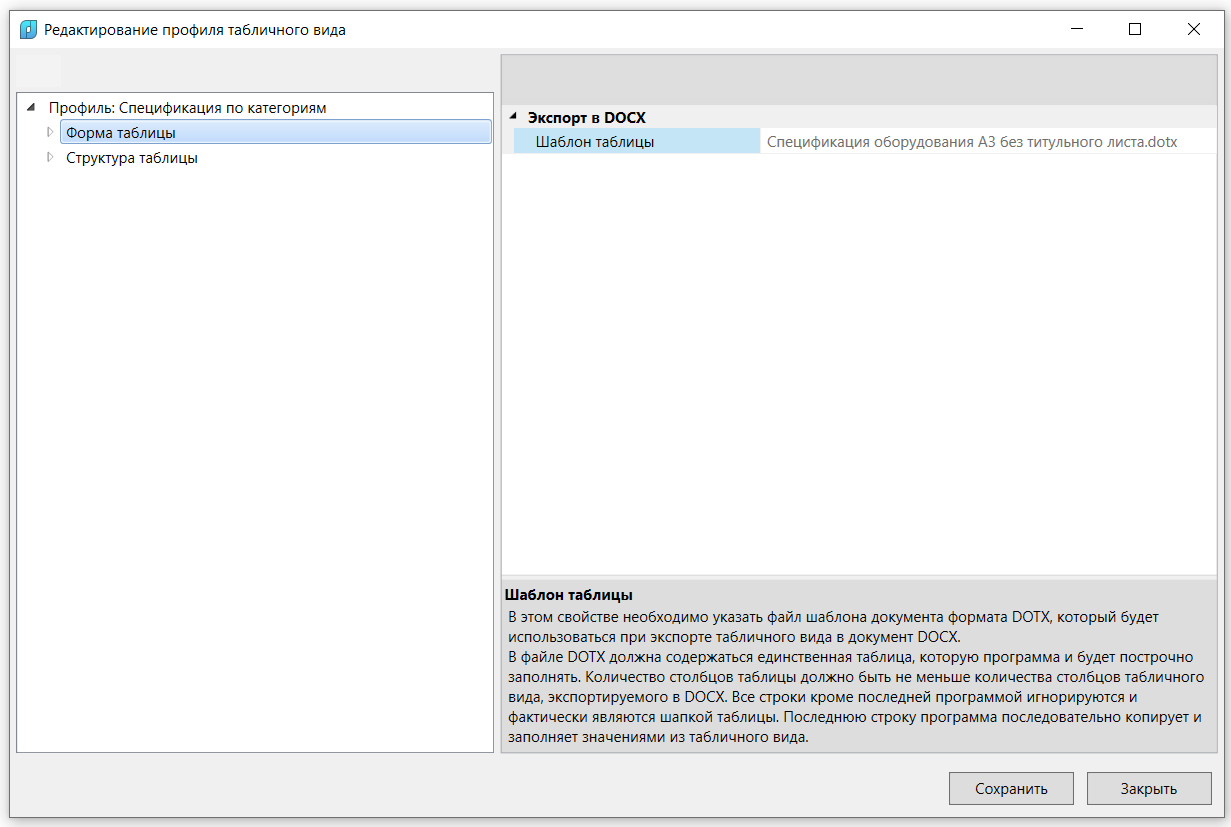 Редактирование профиля табличного вида
Профиль: Спецификация по категориям
Форма таблицы
Структура таблицы
Экспорт в DOCX
Шаблон таблицы
Спецификация оборудования А3 без титульного листа.dotx
Шаблон таблицы
В этом свойстве необходимо указать файл шаблона документа формата DOTX, который будет
использоваться при экспорте табличного вида в документ DOCX.
В файле DOTX должна содержаться единственная таблица, которую программа и будет построчно
заполнять. Количество столбцов таблицы должно быть не меньше количества столбцов табличного
вида, экспортируемого в DOCX. Все строки кроме последней программой игнорируются и
фактически являются шапкой таблицы. Последнюю строку программа последовательно копирует и
заполняет значениями из табличного вида.
Сохранить
Закрыть